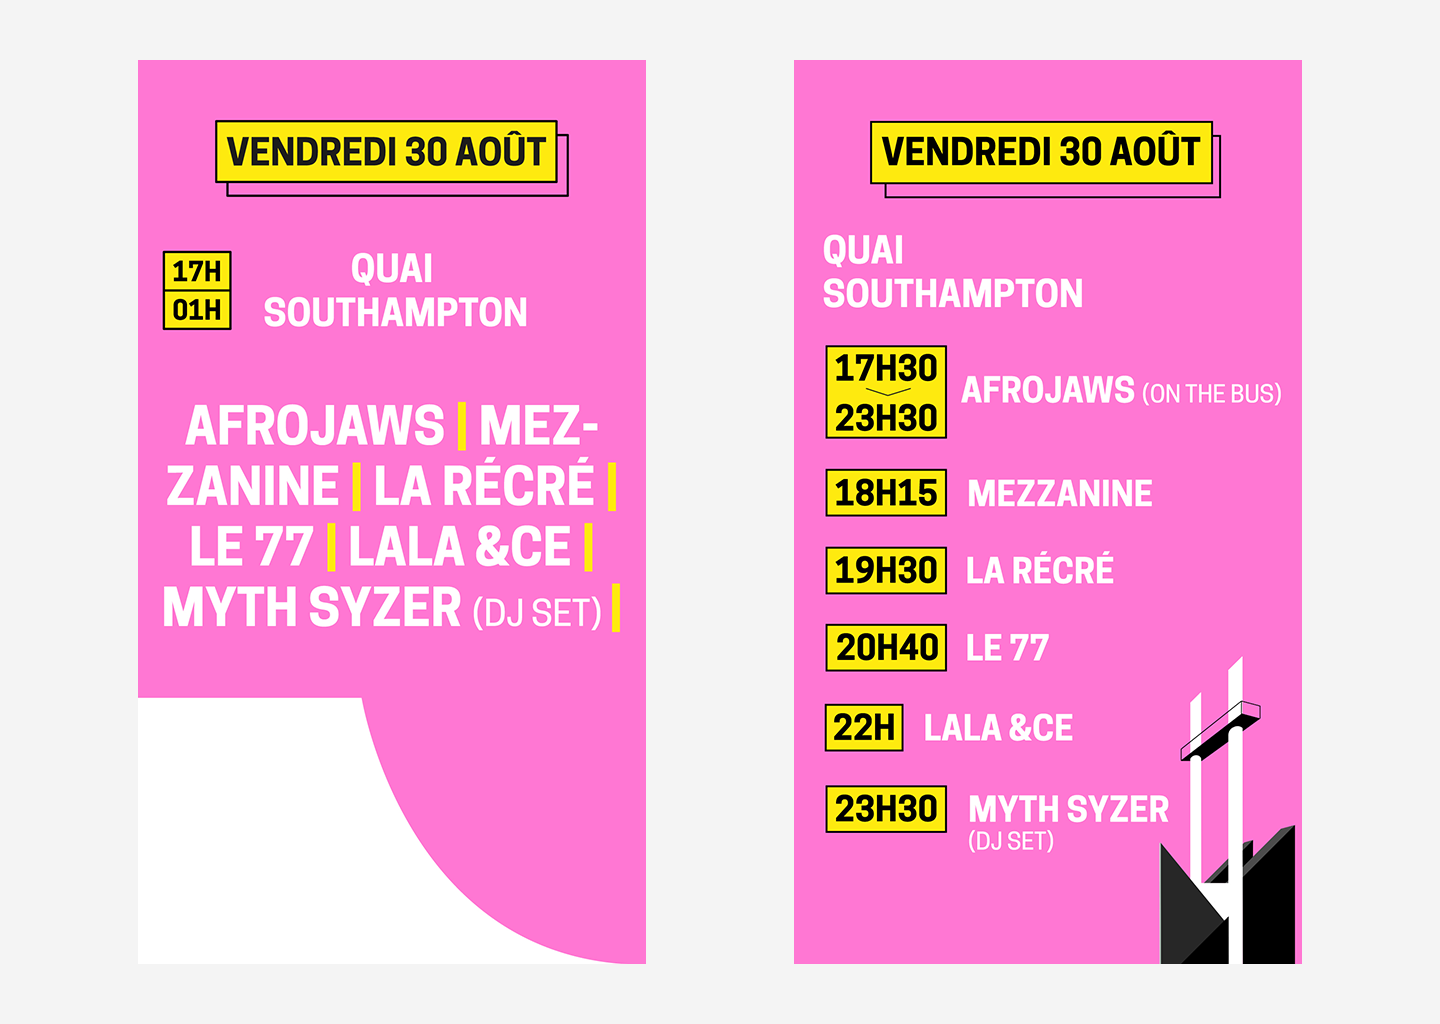 VENDREDI 30 AOÛT
17H
01H
QUAI
SOUTHAMPTON
AFROJAWS | MEZ-
ZANINE | LA RÉCRÉ |
LE 77 | LALA &CE |
MYTH SYZER (DJ SET) |
VENDREDI 30 AOÛT
QUAI
SOUTHAMPTON
17H30
23H30
AFROJAWS (ON THE BUS)
18H15 MEZZANINE
19H30 LA RÉCRÉ
20H40 LE 77
22H LALA &CE
23H30 MYTH SYZER
(DJ SET)